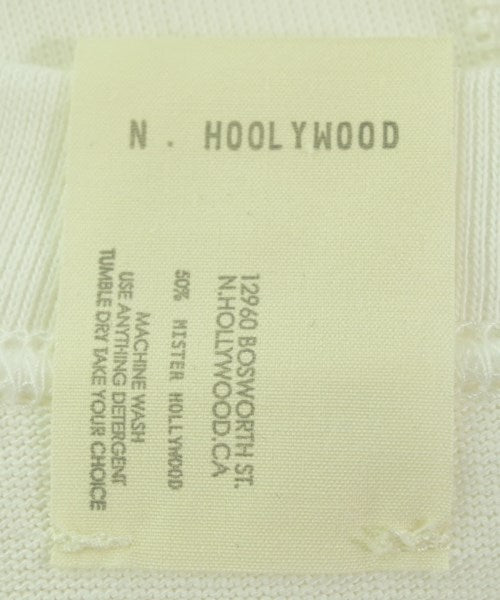 N. HOOLYWOOD
12960 BOSWORTH ST.
N.HOLLYWOOD.CA
50% MISTER HOLLYWOOD
MACHINE WASH
USE ANYTHING DETERGENT
TUMBLE DRY TAKE YOUR CHOICE